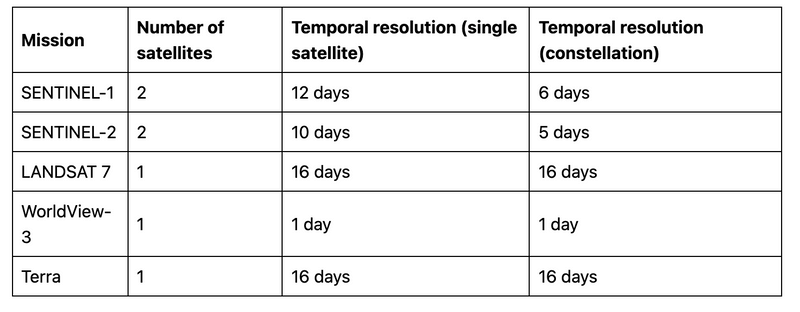 Mission Number of satellites Temporal resolution (single satellite) Temporal resolution (constellation)
SENTINEL-1 2 12 days 6 days
SENTINEL-2 2 10 days 5 days
LANDSAT 7 1 16 days 16 days
WorldView-3 1 1 day 1 day
Terra 1 16 days 16 days